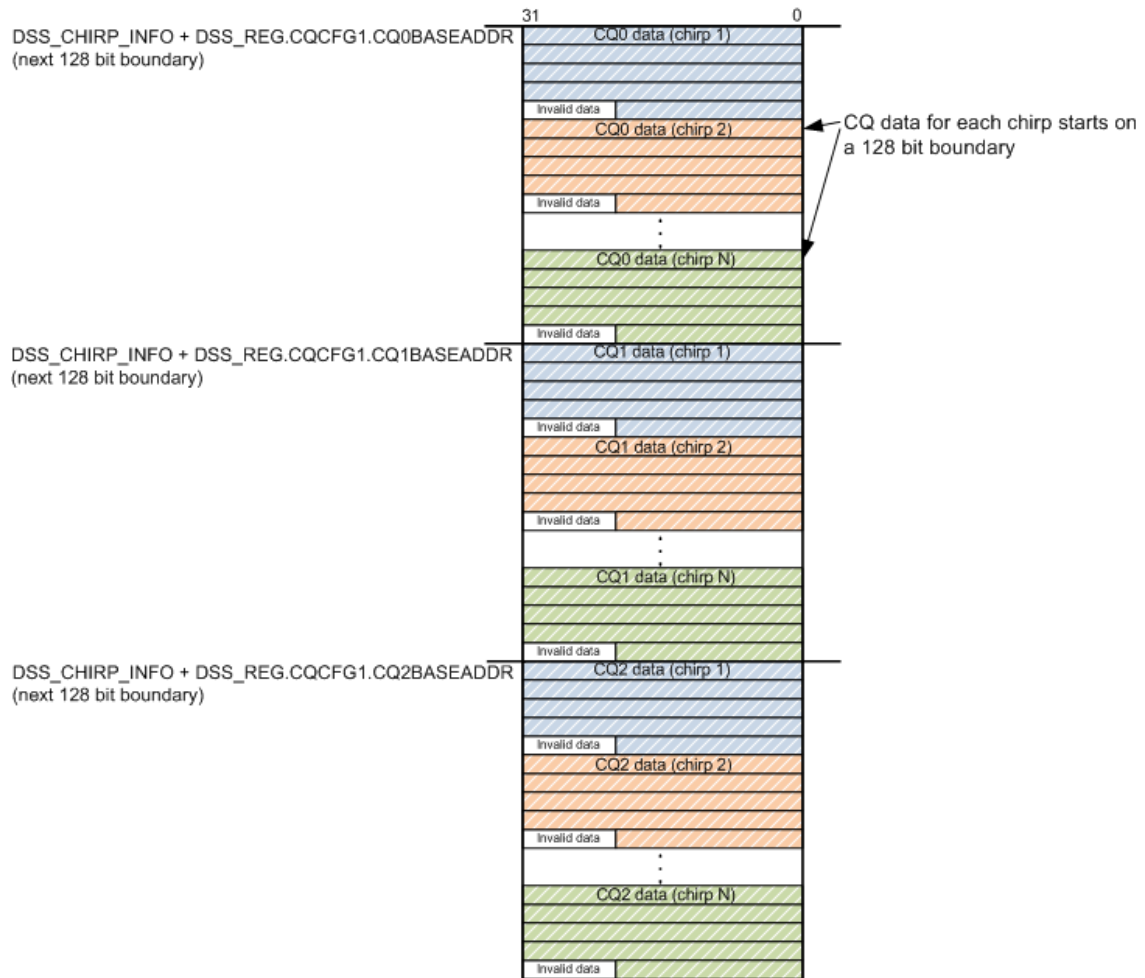 31 0
DSS_CHIRP_INFO + DSS_REG.CQCFG1.CQ0BASEADDR
(next 128 bit boundary)
CQ0 data (chirp 1)
Invalid data
CQ0 data (chirp 2)
CQ data for each chirp starts on
a 128 bit boundary
Invalid data
CQ0 data (chirp N)
Invalid data
DSS_CHIRP_INFO + DSS_REG.CQCFG1.CQ1BASEADDR
(next 128 bit boundary)
CQ1 data (chirp 1)
Invalid data
CQ1 data (chirp 2)
Invalid data
CQ1 data (chirp N)
Invalid data
DSS_CHIRP_INFO + DSS_REG.CQCFG1.CQ2BASEADDR
(next 128 bit boundary)
CQ2 data (chirp 1)
Invalid data
CQ2 data (chirp 2)
Invalid data
CQ2 data (chirp N)
Invalid data